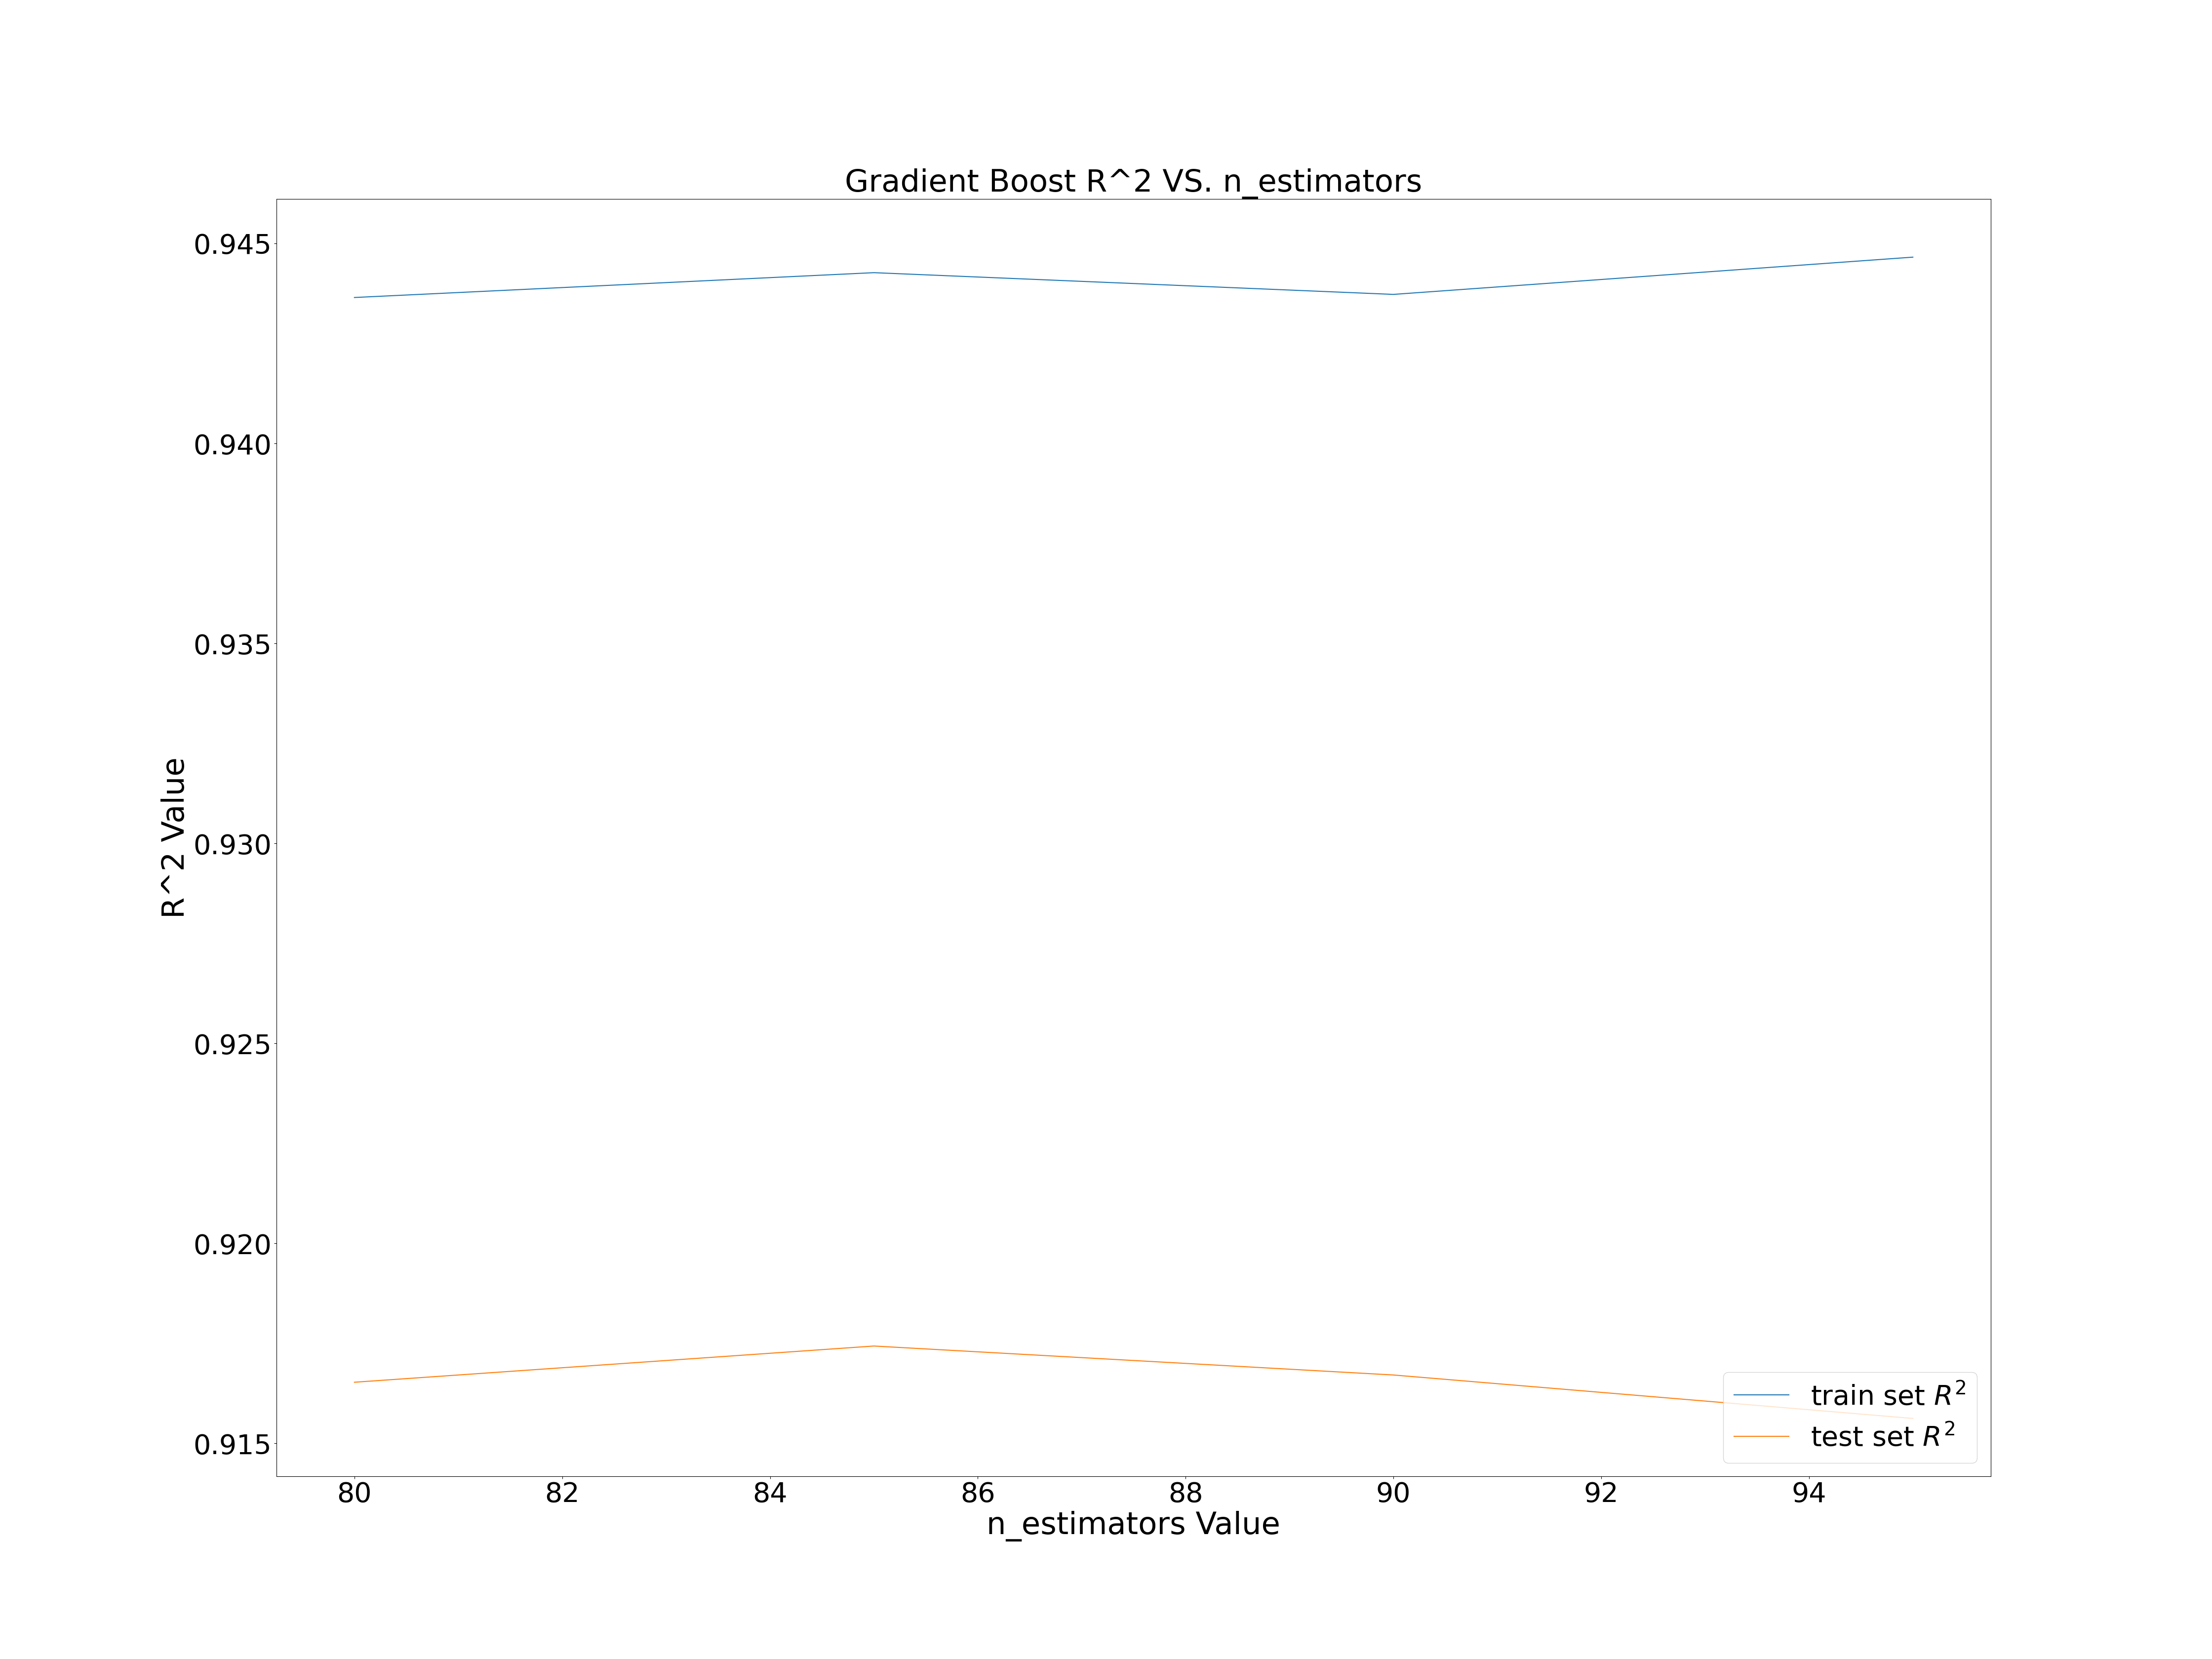 Gradient Boost R^2 VS. n_estimators
0.945
0.940
0.935
0.930
0.925
0.920
0.915
R^2 Value
80 82 84 86 88 90 92 94
n_estimators Value
train set R²
test set R²